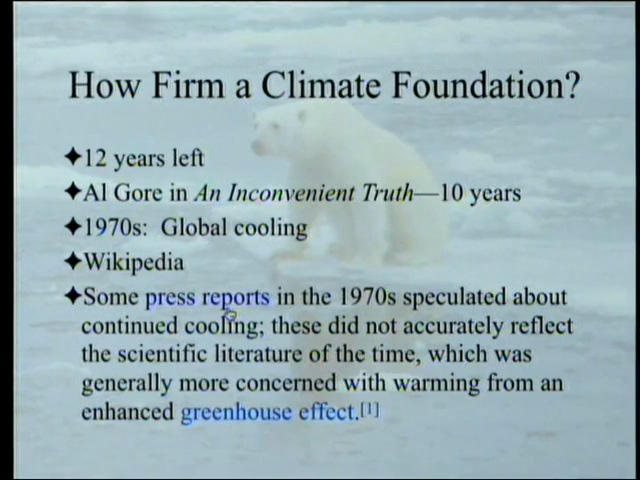 How Firm a Climate Foundation?
✦12 years left
✦Al Gore in An Inconvenient Truth—10 years
✦1970s: Global cooling
✦Wikipedia
✦Some press reports in the 1970s speculated about
continued cooling; these did not accurately reflect
the scientific literature of the time, which was
generally more concerned with warming from an
enhanced greenhouse effect.[1]